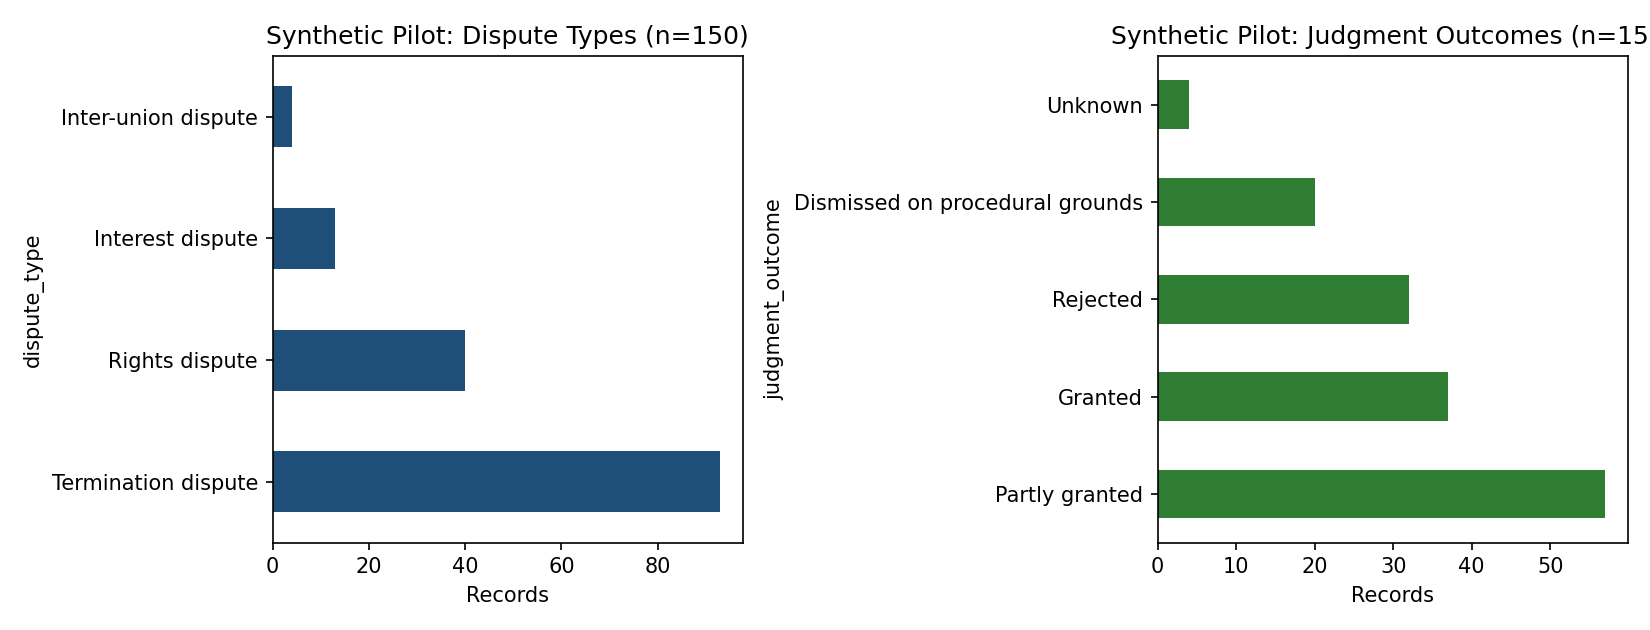 Synthetic Pilot: Dispute Types (n=150)
dispute_type
Inter-union dispute
Interest dispute
Rights dispute
Termination dispute
0 20 40 60 80
Records
Synthetic Pilot: Judgment Outcomes (n=15
judgment_outcome
Unknown
Dismissed on procedural grounds
Rejected
Granted
Partly granted
0 10 20 30 40 50
Records